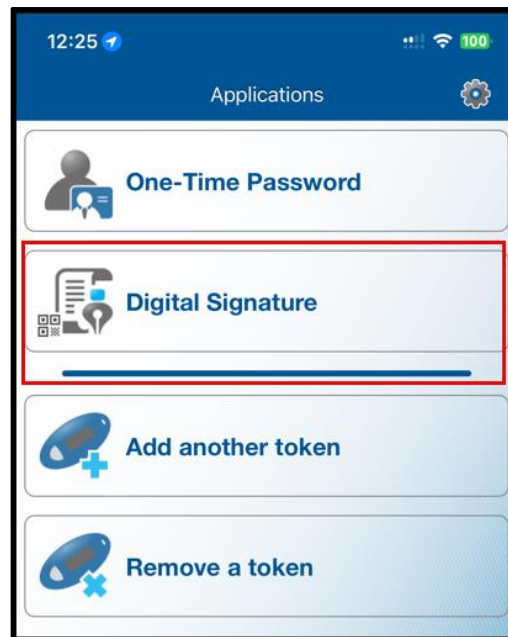 12:25
100
Applications
One-Time Password
Digital Signature
Add another token
Remove a token